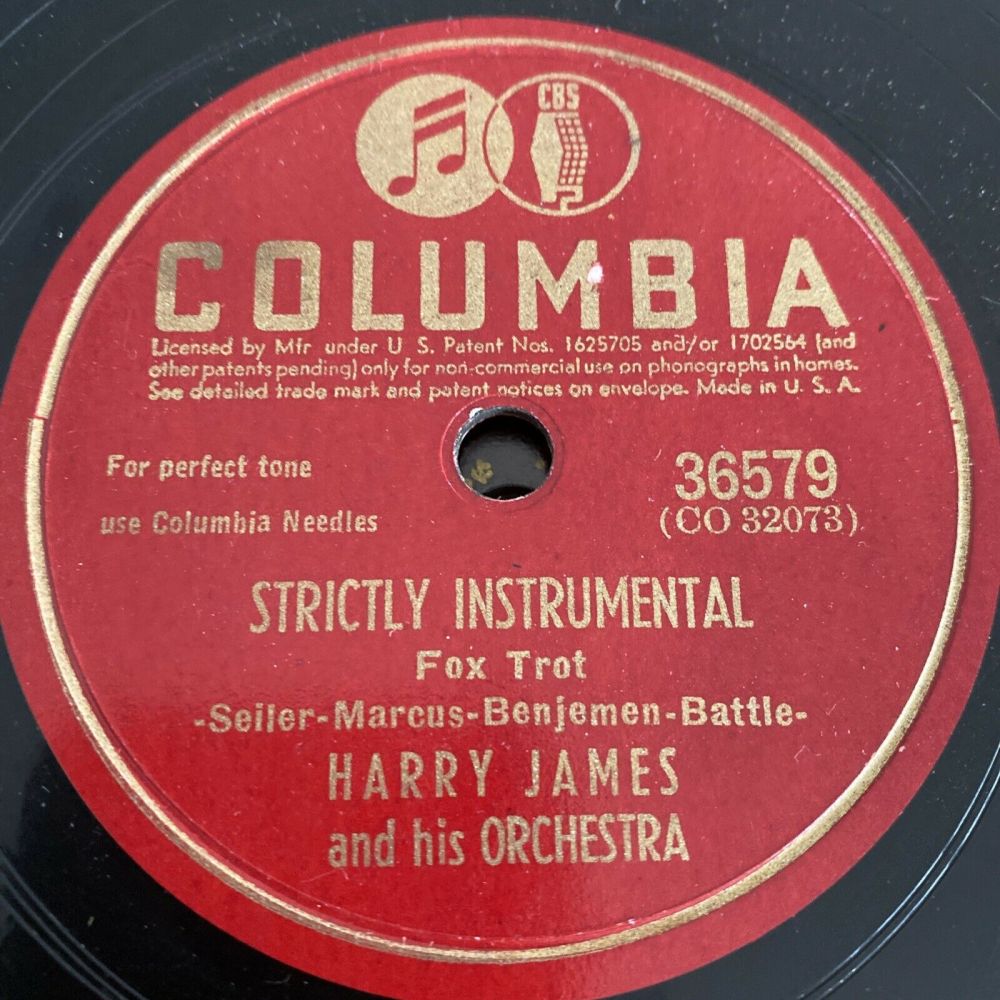 CBS
COLUMBIA
Licensed by Mfr under U S. Patent Nos. 1625705 and/or 1702564 (and
other patents pending) only for non-commercial use on phonographs in homes.
See detailed trade mark and patent notices on envelope. Made in U. S. A.
For perfect tone
36579
use Columbia Needles
(CO 32073)
STRICTLY INSTRUMENTAL
Fox Trot
-Seiler-Marcus-Benjemen-Battle-
HARRY JAMES
and his ORCHESTRA